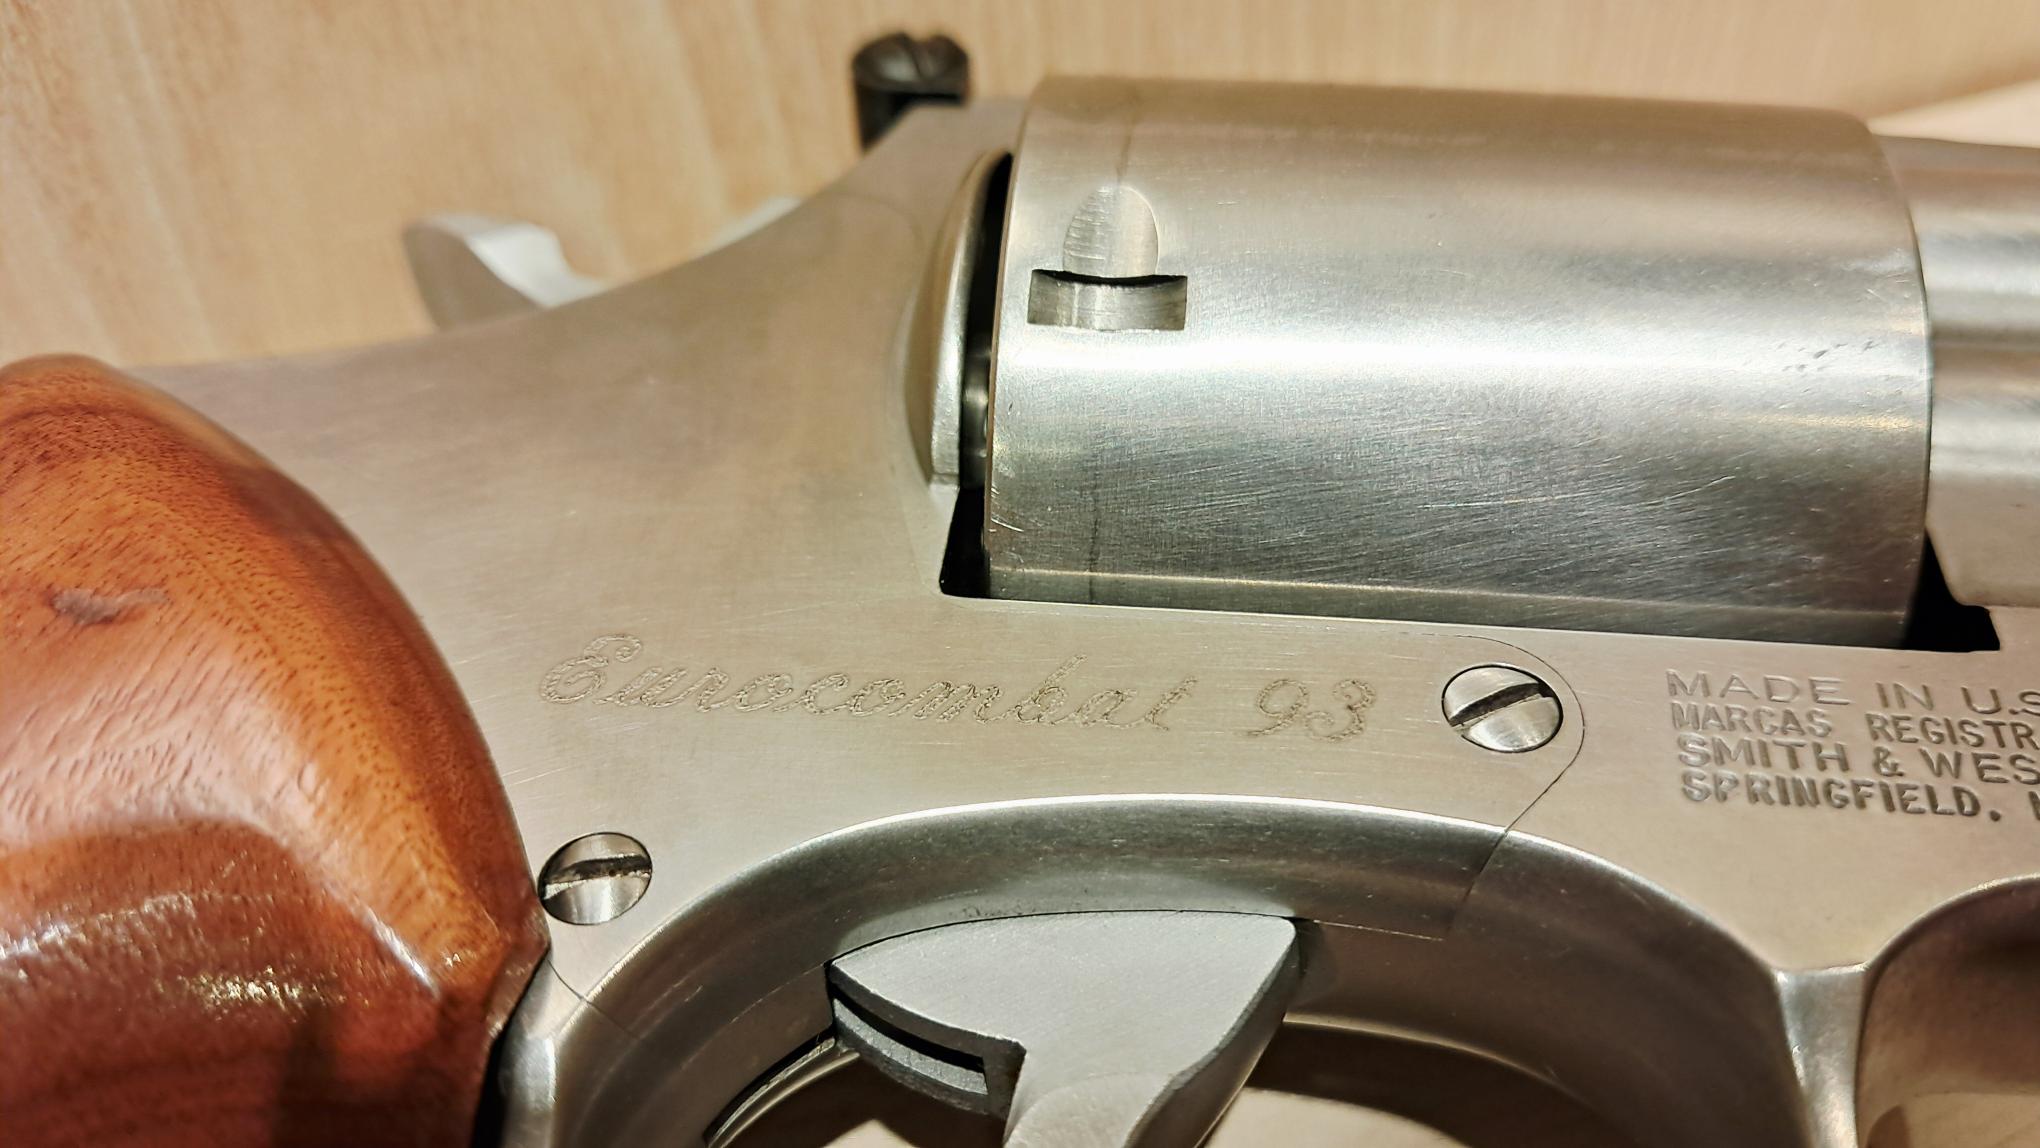 Eurocombat 93
MADE IN U.S
MARCAS REGISTR
SMITH & WES
SPRINGFIELD,